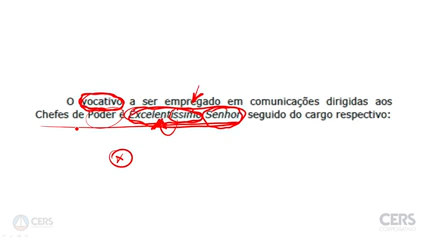 O vocativo a ser empregado em comunicações dirigidas aos
Chefes de Poder é Excelentíssimo Senhor, seguido do cargo respectivo:
x
CERS
CERS